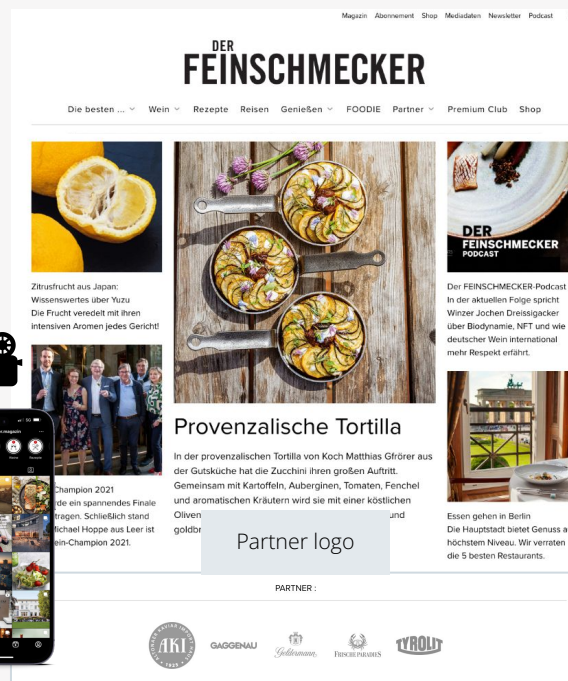 Magazin Abonnement Shop Mediadaten Newsletter Podcast
DER
FEINSCHMECKER
Die besten ... Wein Rezepte Reisen Genießen FOODIE Partner Premium Club Shop
Zitrusfrucht aus Japan:
Wissenswertes über Yuzu
Die Frucht veredelt mit ihren
intensiven Aromen jedes Gericht!
Champion 2021
de ein spannendes Finale
tragen. Schließlich stand
Michael Hoppe aus Leer ist
ein-Champion 2021.
Provenzalische Tortilla
In der provenzalischen Tortilla von Koch Matthias Gfrörer aus
der Gutsküche hat die Zucchini ihren großen Auftritt.
Gemeinsam mit Kartoffeln, Auberginen, Tomaten, Fenchel
und aromatischen Kräutern wird sie mit einer köstlichen
Oliven und
goldbr
Partner logo
DER
FEINSCHMECKER
PODCAST
Der FEINSCHMECKER-Podcast
In der aktuellen Folge spricht
Winzer Jochen Dreissigacker
über Biodynamie, NFT und wie
deutscher Wein international
mehr Respekt erfährt.
Essen gehen in Berlin
Die Hauptstadt bietet Genuss a
höchstem Niveau. Wir verraten
die 5 besten Restaurants.
PARTNER :
AKI
GAGGENAU
Geldermann
FRISCHEPARADIES
TYROLIT